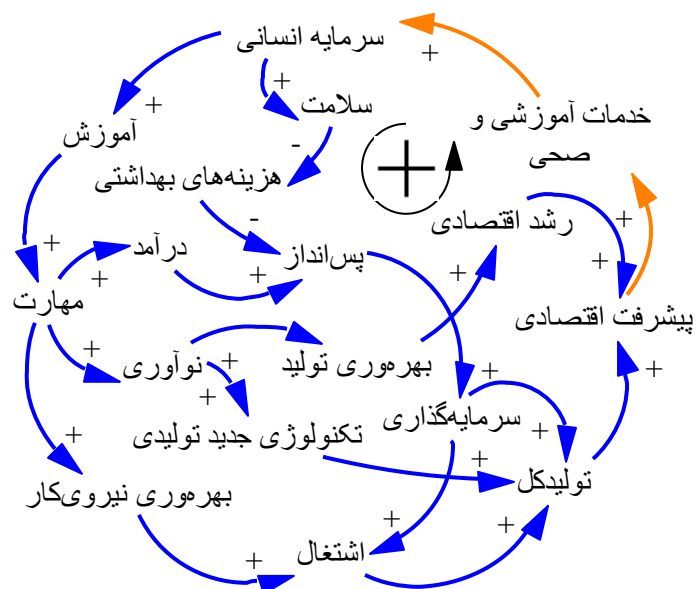 سرمایه انسانی
سلامت
آموزش
خدمات آموزشی و
صحی
هزینه‌های بهداشتی
رشد اقتصادی
درآمد
پس‌انداز
مهارت
پیشرفت اقتصادی
نوآوری
بهره‌وری تولید
سرمایه‌گذاری
تکنولوژی جدید تولیدی
تولیدکل
بهره‌وری نیروی‌کار
اشتغال